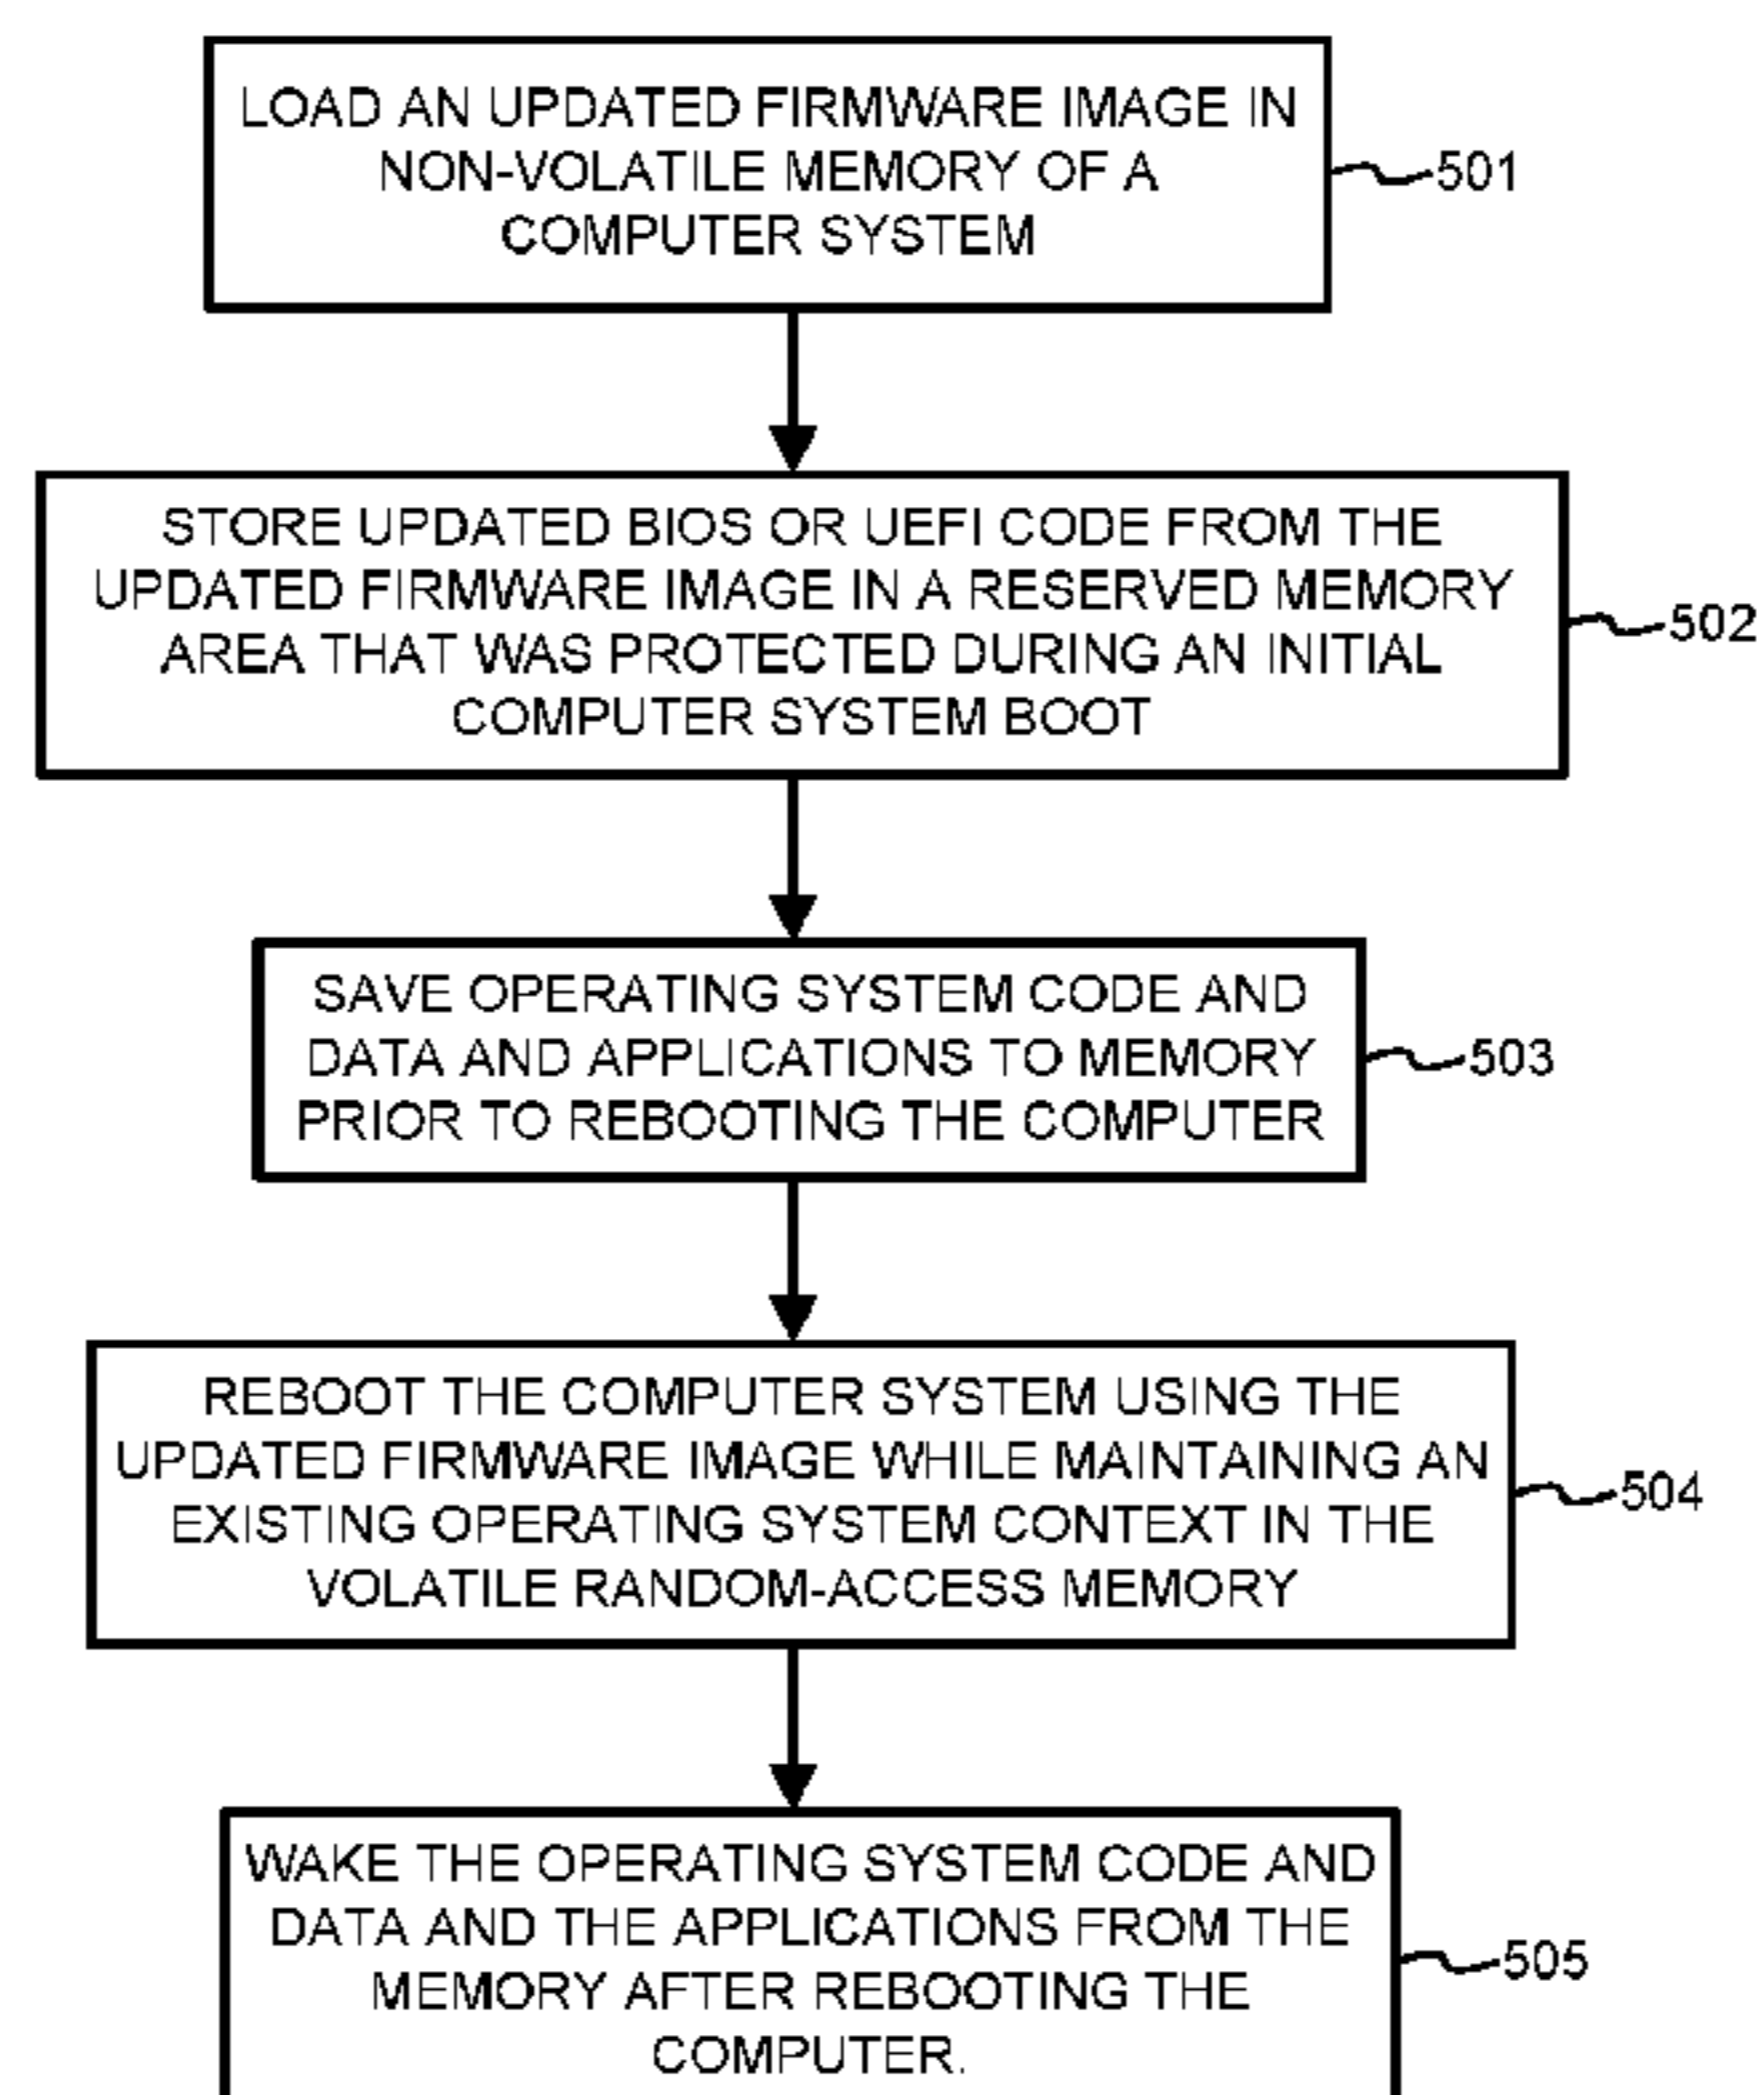 LOAD AN UPDATED FIRMWARE IMAGE IN
NON-VOLATILE MEMORY OF A
COMPUTER SYSTEM
501
STORE UPDATED BIOS OR UEFI CODE FROM THE
UPDATED FIRMWARE IMAGE IN A RESERVED MEMORY
AREA THAT WAS PROTECTED DURING AN INITIAL
COMPUTER SYSTEM BOOT
502
SAVE OPERATING SYSTEM CODE AND
DATA AND APPLICATIONS TO MEMORY
PRIOR TO REBOOTING THE COMPUTER
503
REBOOT THE COMPUTER SYSTEM USING THE
UPDATED FIRMWARE IMAGE WHILE MAINTAINING AN
EXISTING OPERATING SYSTEM CONTEXT IN THE
VOLATILE RANDOM-ACCESS MEMORY
504
WAKE THE OPERATING SYSTEM CODE AND
DATA AND THE APPLICATIONS FROM THE
MEMORY AFTER REBOOTING THE
COMPUTER.
505